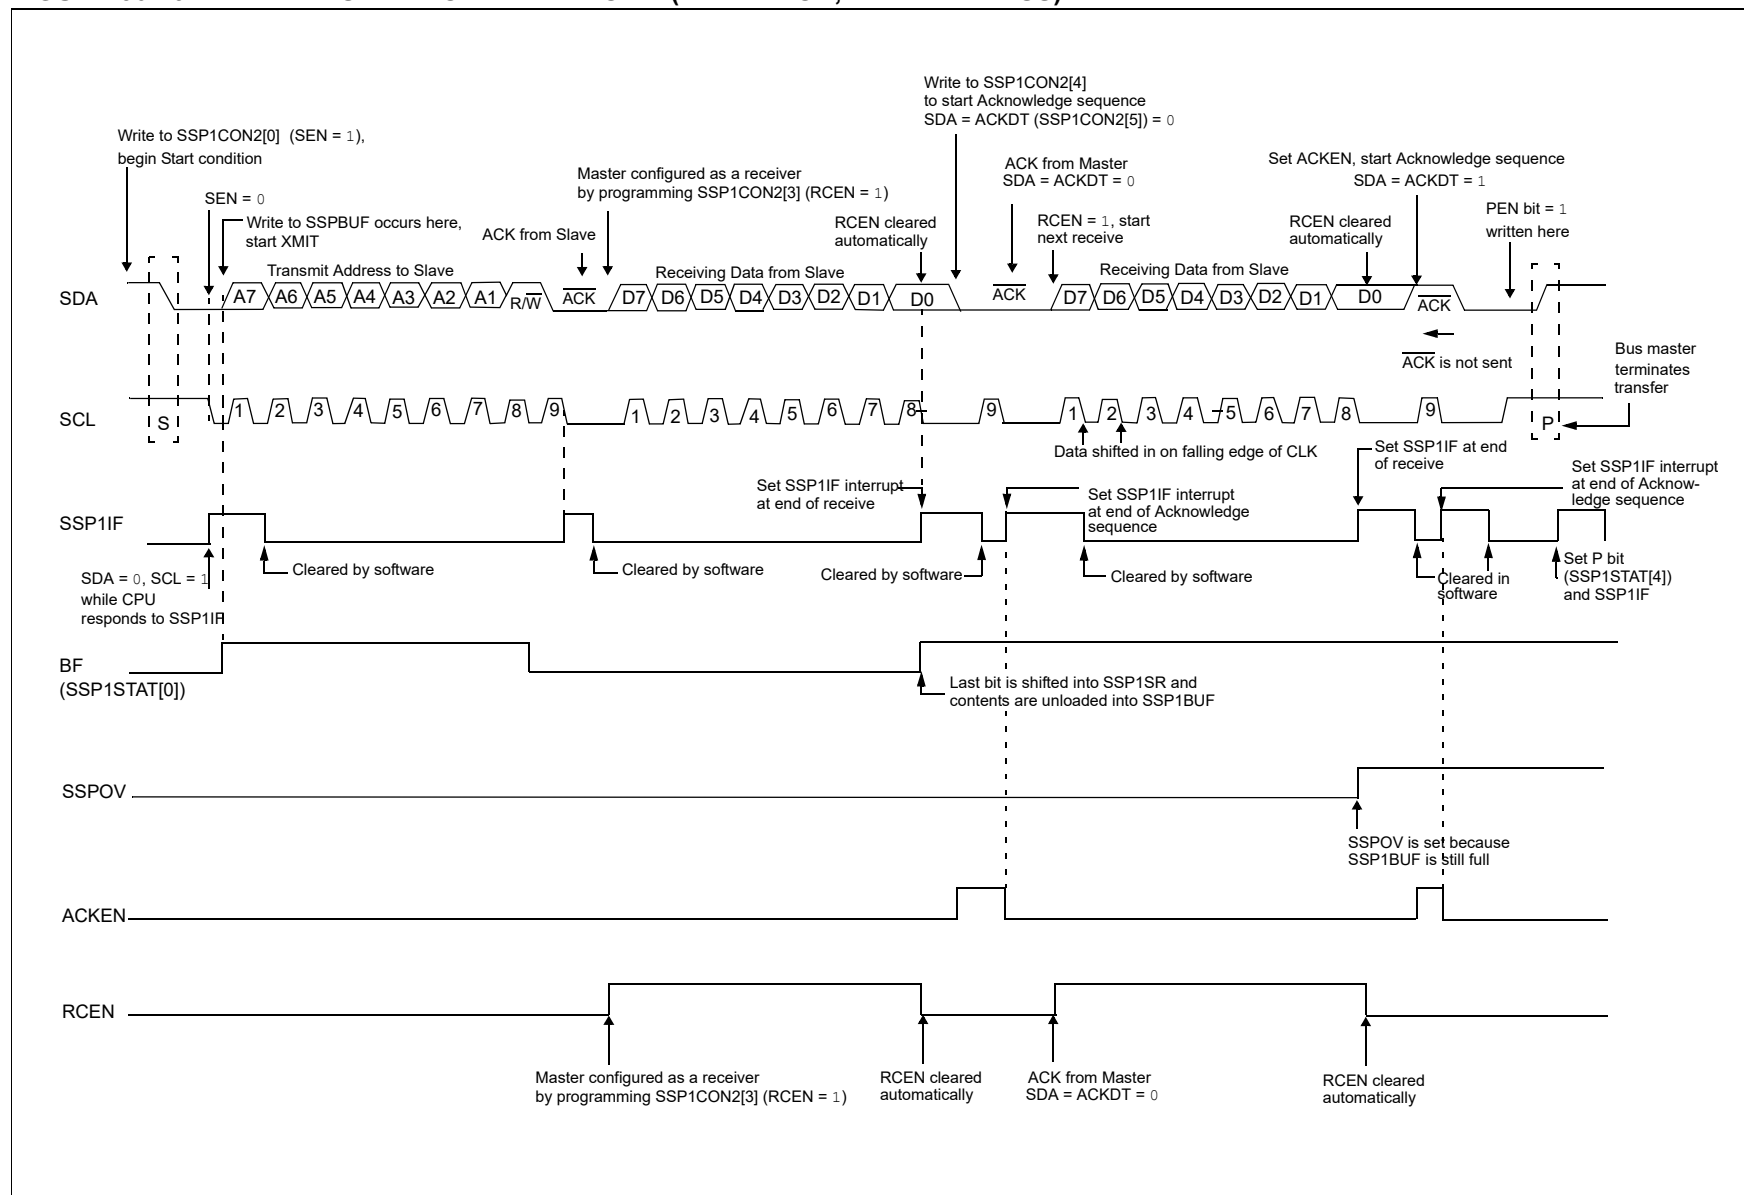 Write to SSP1CON2[4]
to start Acknowledge sequence
SDA = ACKDT (SSP1CON2[5]) = 0
Write to SSP1CON2[0] (SEN = 1),
begin Start condition
SEN = 0
Write to SSPBUF occurs here,
start XMIT
ACK from Slave
Master configured as a receiver
by programming SSP1CON2[3] (RCEN = 1)
RCEN cleared
automatically
ACK from Master
SDA = ACKDT = 0
RCEN = 1, start
next receive
Set ACKEN, start Acknowledge sequence
SDA = ACKDT = 1
RCEN cleared
automatically
PEN bit = 1
written here
Transmit Address to Slave
Receiving Data from Slave
Receiving Data from Slave
SDA
A7 A6 A5 A4 A3 A2 A1 R/W ACK D7 D6 D5 D4 D3 D2 D1 D0 ACK D7 D6 D5 D4 D3 D2 D1 D0 ACK
ACK is not sent
Bus master
terminates
transfer
SCL
S 1 2 3 4 5 6 7 8 9 1 2 3 4 5 6 7 8 9 1 2 3 4 5 6 7 8 9 P
Data shifted in on falling edge of CLK
Set SSP1IF interrupt
at end of receive
Set SSP1IF interrupt
at end of Acknowledge
sequence
Set SSP1IF at end
of receive
Set SSP1IF interrupt
at end of Acknow-
ledge sequence
SSP1IF
Cleared by software
Cleared by software
Cleared by software
Cleared by software
Cleared in
software
Set P bit
(SSP1STAT[4])
and SSP1IF
SDA = 0, SCL = 1
while CPU
responds to SSP1IF
BF
(SSP1STAT[0])
Last bit is shifted into SSP1SR and
contents are unloaded into SSP1BUF
SSPOV
SSPOV is set because
SSP1BUF is still full
ACKEN
RCEN
Master configured as a receiver
by programming SSP1CON2[3] (RCEN = 1)
RCEN cleared
automatically
ACK from Master
SDA = ACKDT = 0
RCEN cleared
automatically